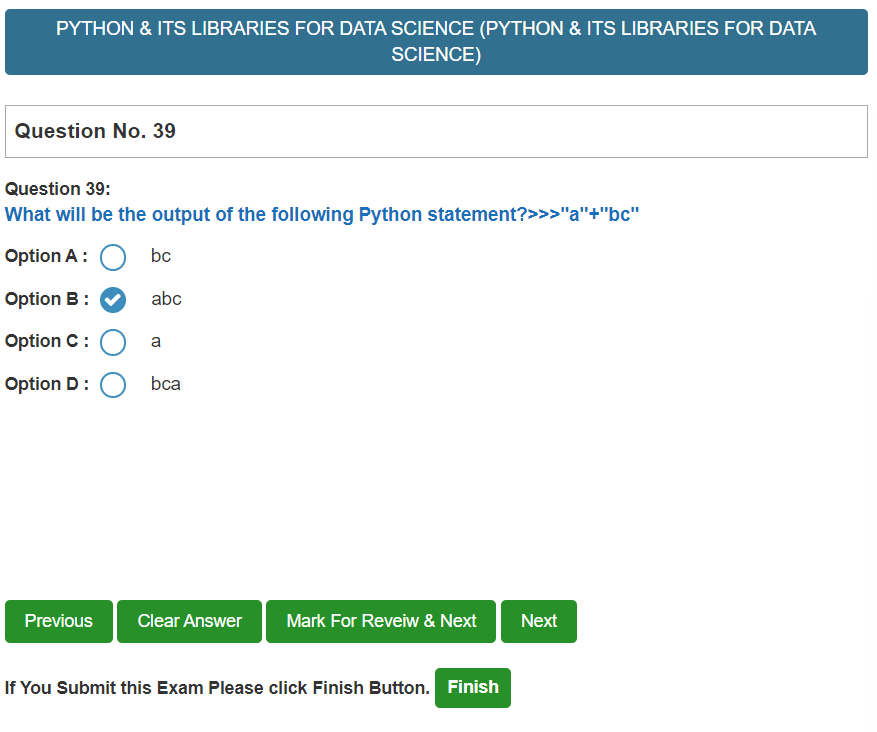 PYTHON & ITS LIBRARIES FOR DATA SCIENCE (PYTHON & ITS LIBRARIES FOR DATA
SCIENCE)
Question No. 39
Question 39:
What will be the output of the following Python statement?>>>"a"+"bc"
Option A : bc
Option B : abc
Option C : a
Option D : bca
Previous Clear Answer Mark For Reveiw & Next Next
If You Submit this Exam Please click Finish Button. Finish